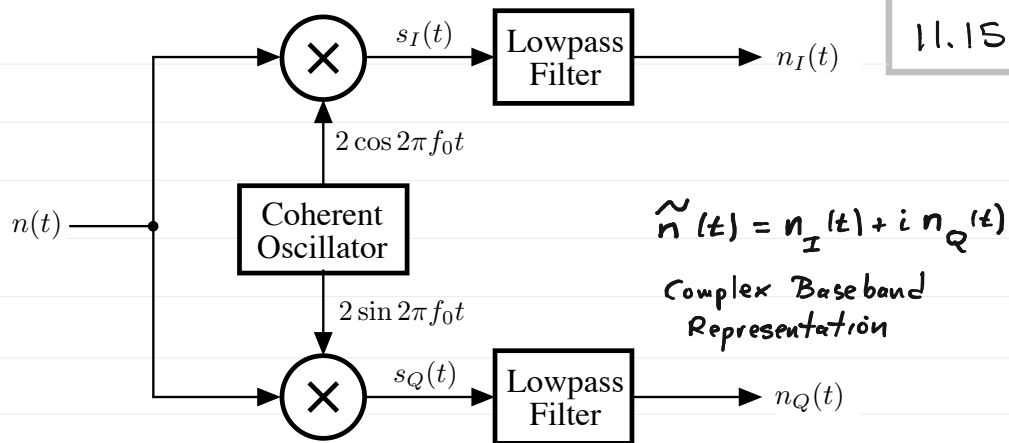 s_I(t)
Lowpass
Filter
n_I(t)
11.15
2 cos 2πf_0t
n(t)
Coherent
Oscillator
ñ(t) = n_I(t) + i n_Q(t)
Complex Baseband
Representation
2 sin 2πf_0t
s_Q(t)
Lowpass
Filter
n_Q(t)